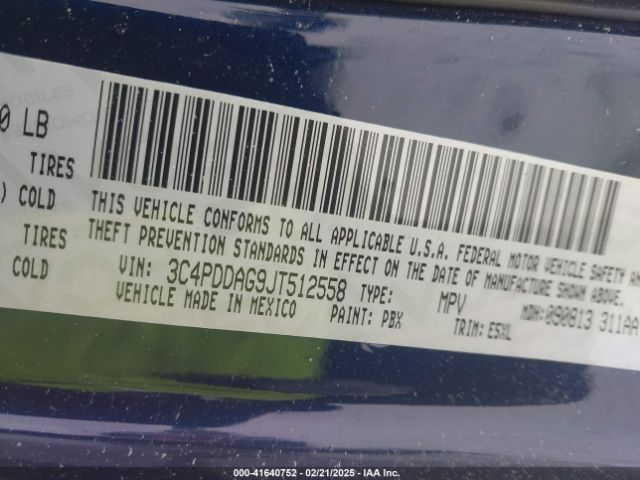 0 LB
TIRES
) COLD
TIRES
COLD
THIS VEHICLE CONFORMS TO ALL APPLICABLE U.S.A. FEDERAL MOTOR VEHICLE SAFETY AN
THEFT PREVENTION STANDARDS IN EFFECT ON THE DATE OF MANUFACTURE SHOWN ABOVE.
VIN: 3C4PDDAG9JT512558 TYPE: MPV MDH:090813 311AA
VEHICLE MADE IN MEXICO PAINT: PBX TRIM: E5XL
00-41640752 — 02/21/2025 — IAA Inc.